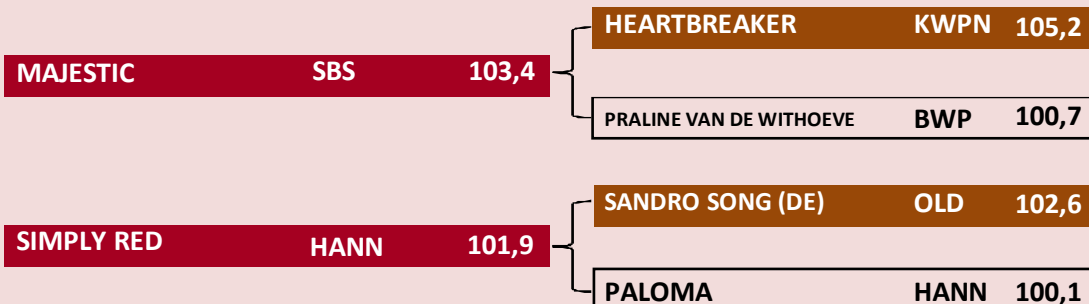 HEARTBREAKER KWPN 105,2
MAJESTIC SBS 103,4
PRALINE VAN DE WITHOEVE BWP 100,7
SANDRO SONG (DE) OLD 102,6
SIMPLY RED HANN 101,9
PALOMA HANN 100,1